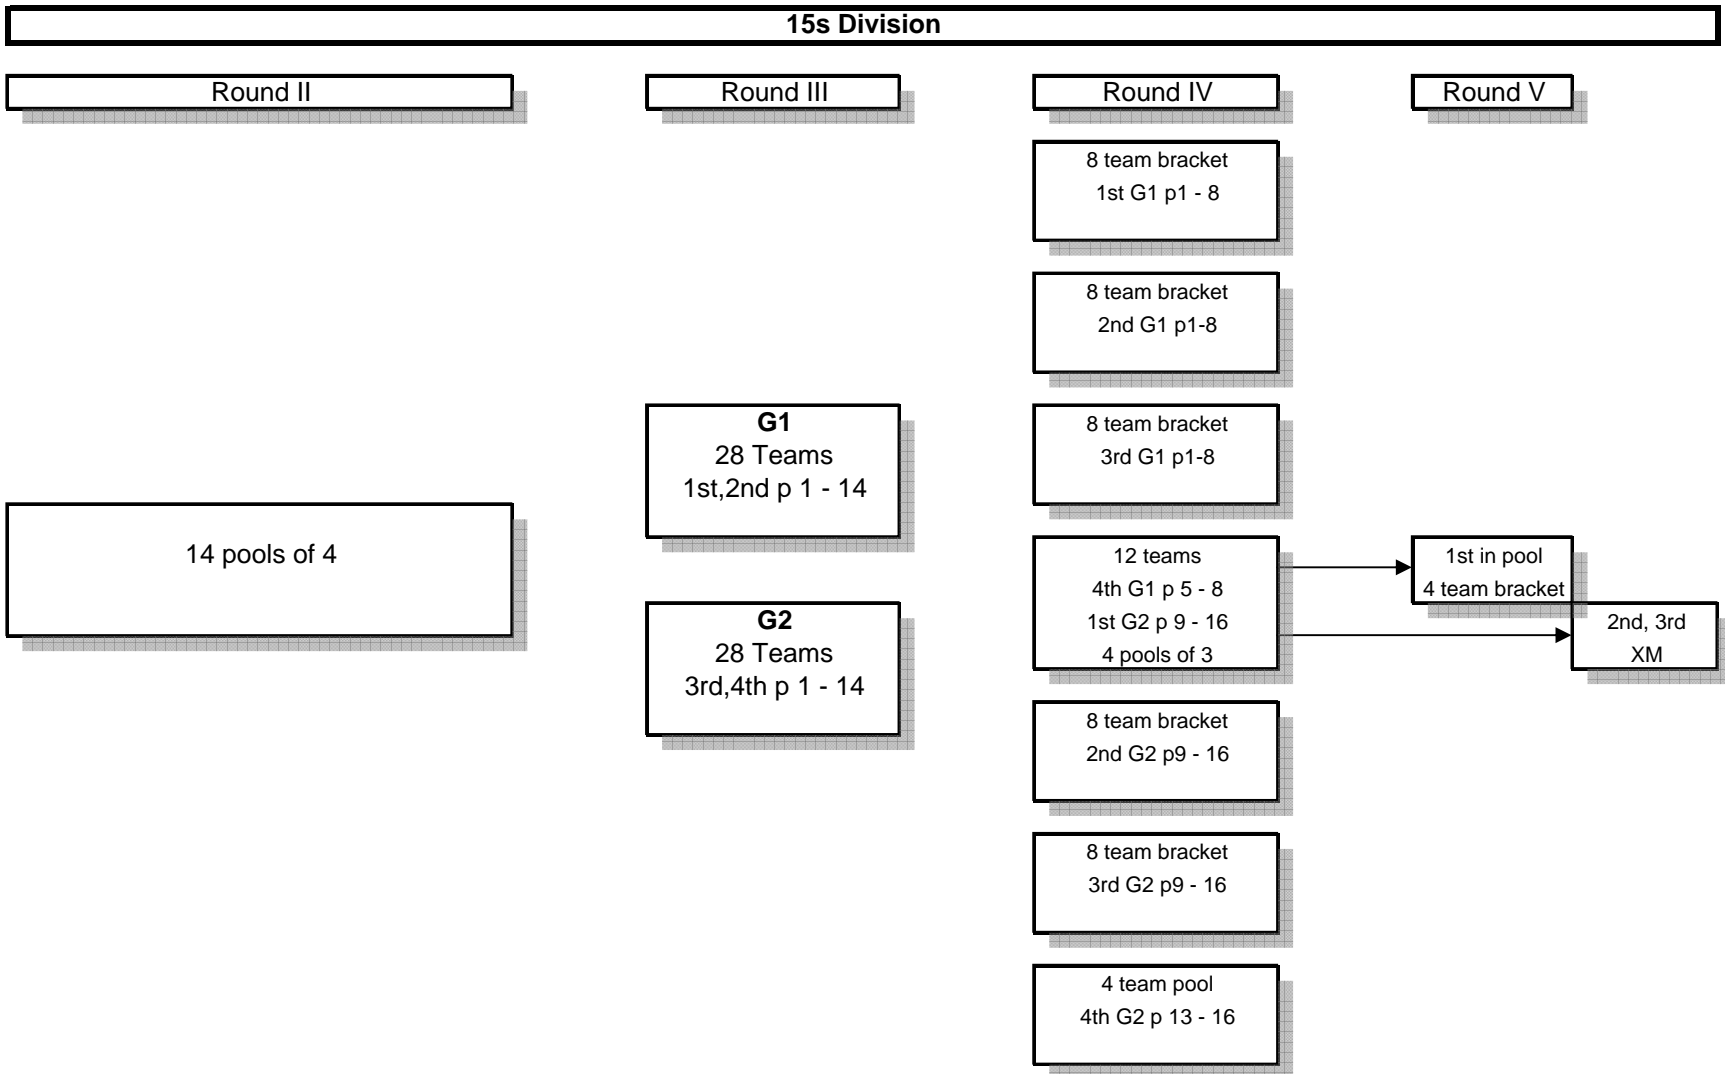 15s Division
Round II
Round III
Round IV
Round V
8 team bracket
1st G1 p1 - 8
8 team bracket
2nd G1 p1-8
G1
28 Teams
1st,2nd p 1 - 14
8 team bracket
3rd G1 p1-8
14 pools of 4
12 teams
4th G1 p 5 - 8
1st G2 p 9 - 16
4 pools of 3
1st in pool
4 team bracket
2nd, 3rd
XM
G2
28 Teams
3rd,4th p 1 - 14
8 team bracket
2nd G2 p9 - 16
8 team bracket
3rd G2 p9 - 16
4 team pool
4th G2 p 13 - 16